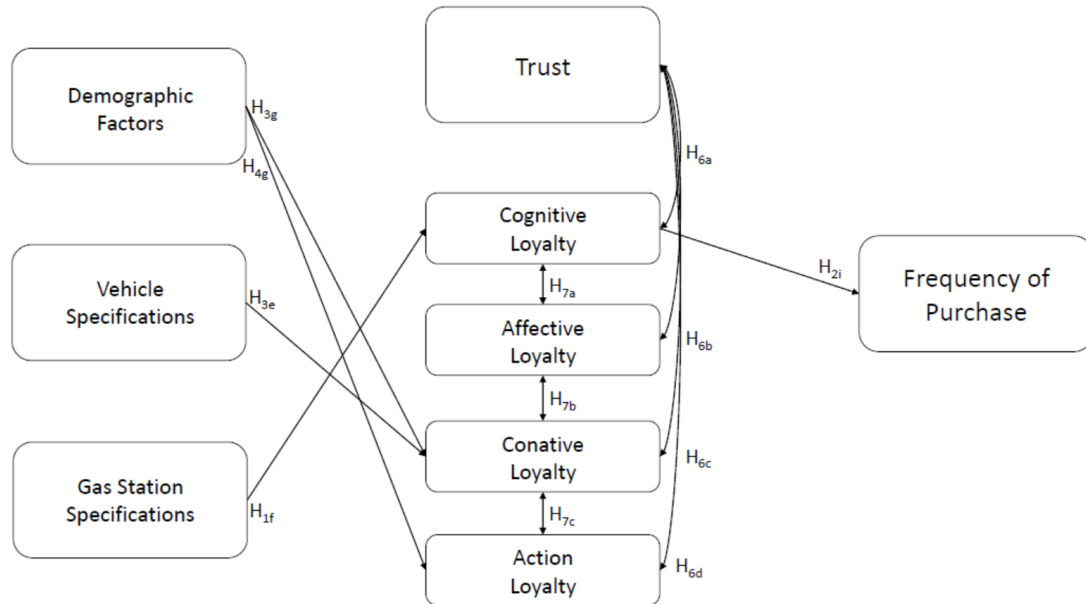 Demographic
Factors
H3g
H4g
Vehicle
Specifications
H3e
Gas Station
Specifications
H1f
Trust
H6a
Cognitive
Loyalty
H7a
Affective
Loyalty
H6b
H7b
Conative
Loyalty
H6c
H7c
Action
Loyalty
H6d
H2i
Frequency of
Purchase